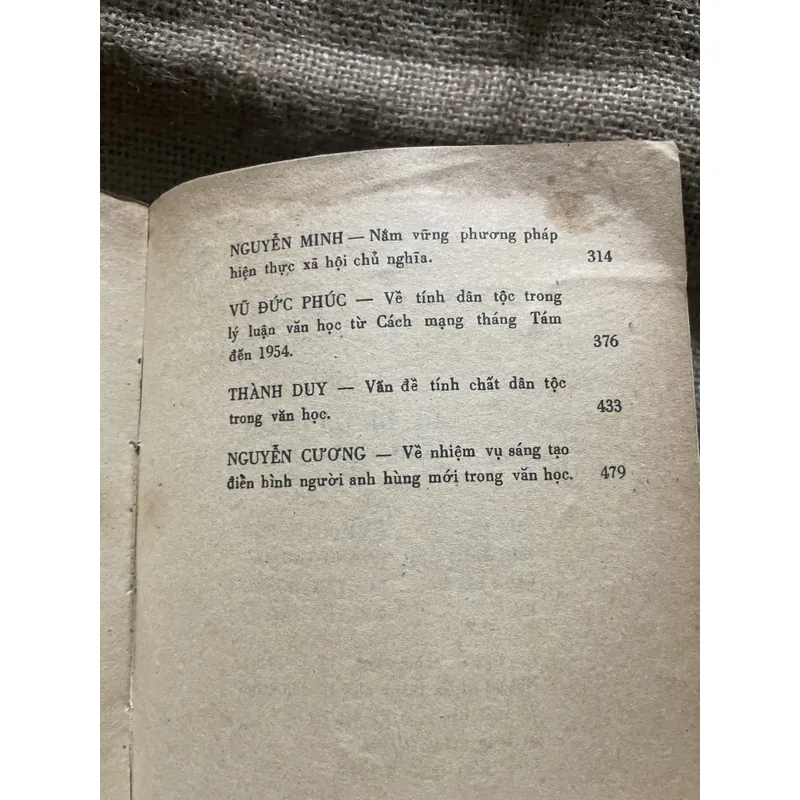 NGUYỄN MINH — Nắm vững phương pháp
hiện thực xã hội chủ nghĩa. 314
VŨ ĐỨC PHÚC — Về tính dân tộc trong
lý luận văn học từ Cách mạng tháng Tám
đến 1954. 376
THÀNH DUY — Vấn đề tính chất dân tộc
trong văn học. 433
NGUYỄN CƯƠNG — Về nhiệm vụ sáng tạo
điển hình người anh hùng mới trong văn học. 479